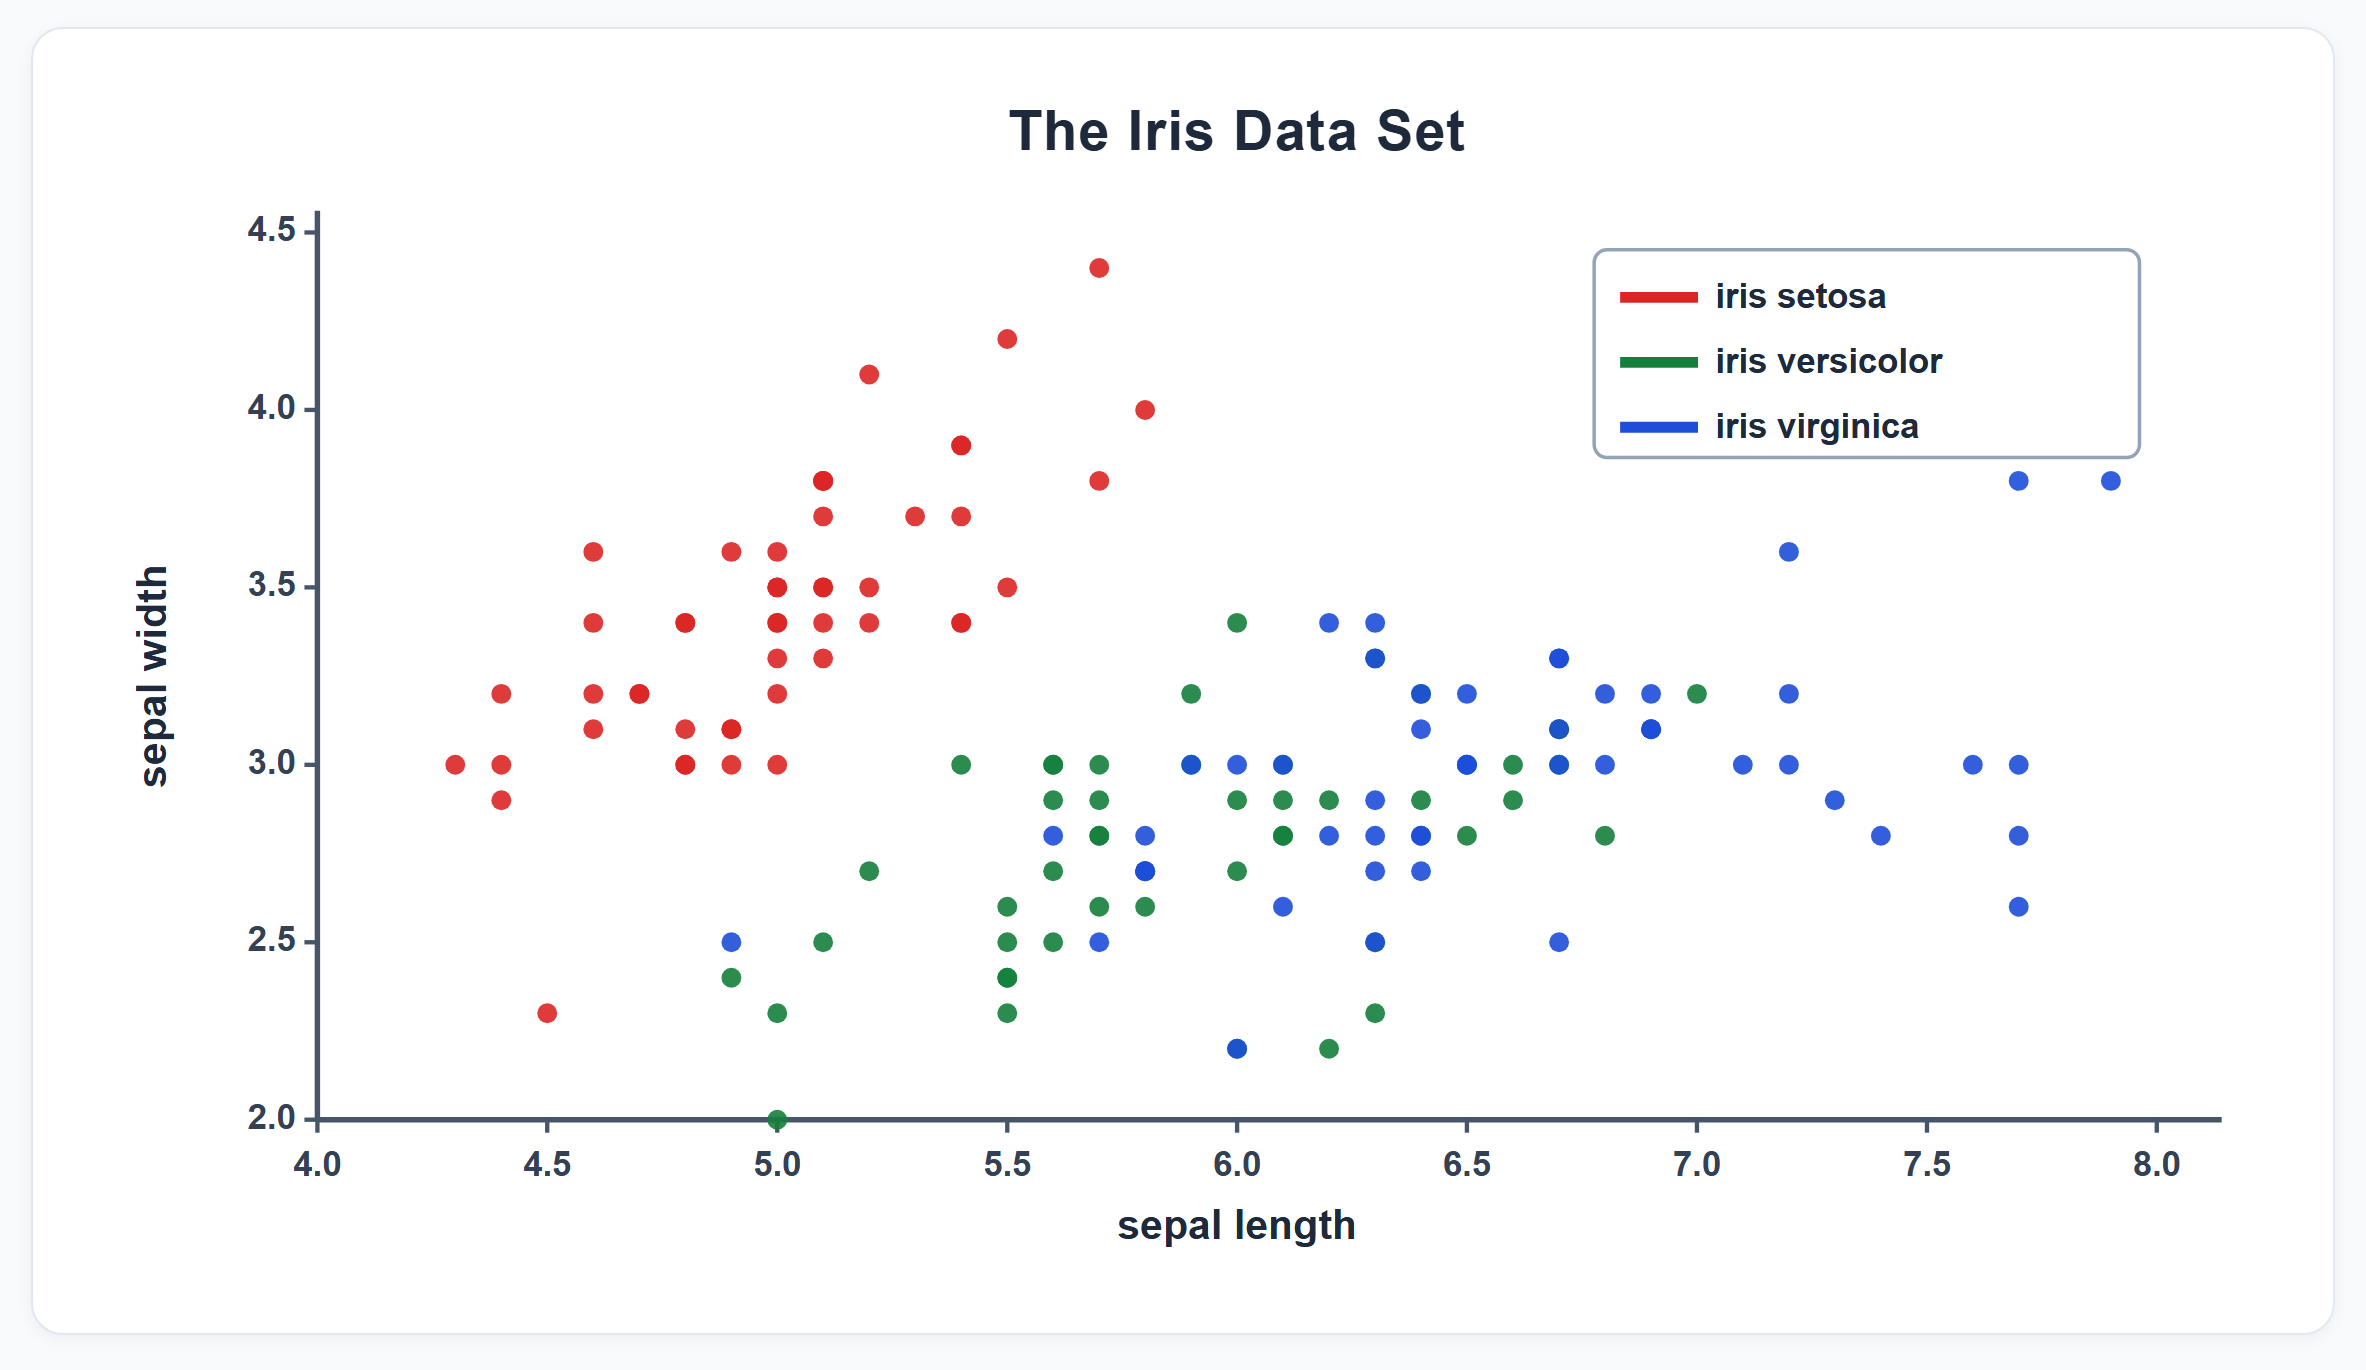 The Iris Data Set
4.5
4.0
3.5
3.0
2.5
2.0
sepal width
iris setosa
iris versicolor
iris virginica
4.0 4.5 5.0 5.5 6.0 6.5 7.0 7.5 8.0
sepal length